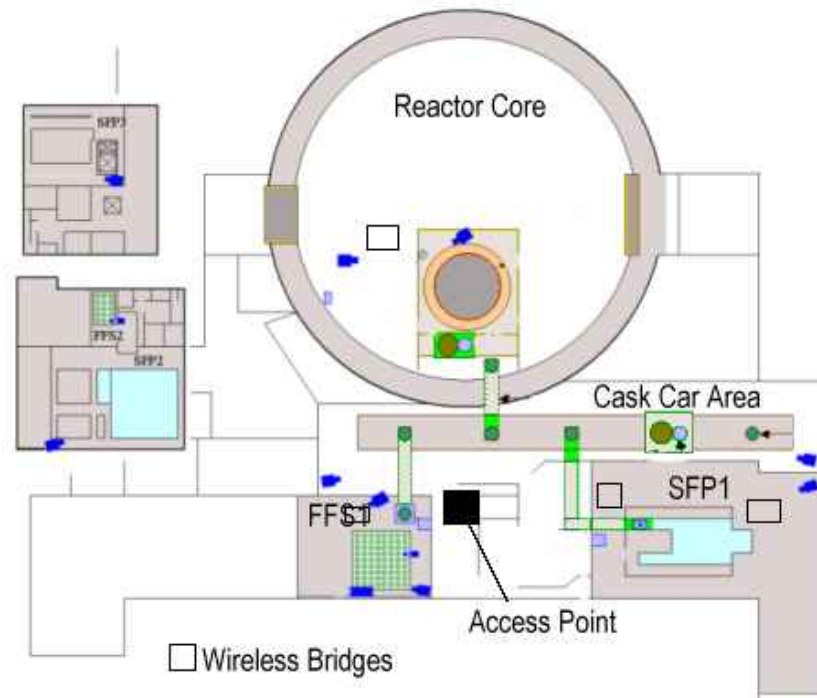 Reactor Core
SFP3
FFS2
SFP2
Cask Car Area
SFP1
FFS1
Access Point
Wireless Bridges